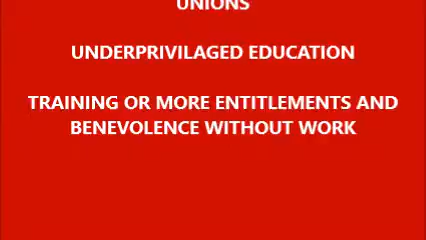 UNIONS
UNDERPRIVILAGED EDUCATION
TRAINING OR MORE ENTITLEMENTS AND
BENEVOLENCE WITHOUT WORK